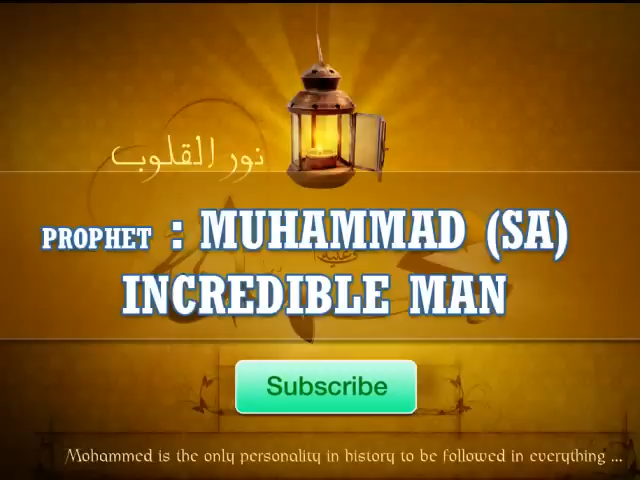 نور القلوب
PROPHET : MUHAMMAD (SA)
INCREDIBLE MAN
Subscribe
Mohammed is the only personality in history to be followed in everything ...